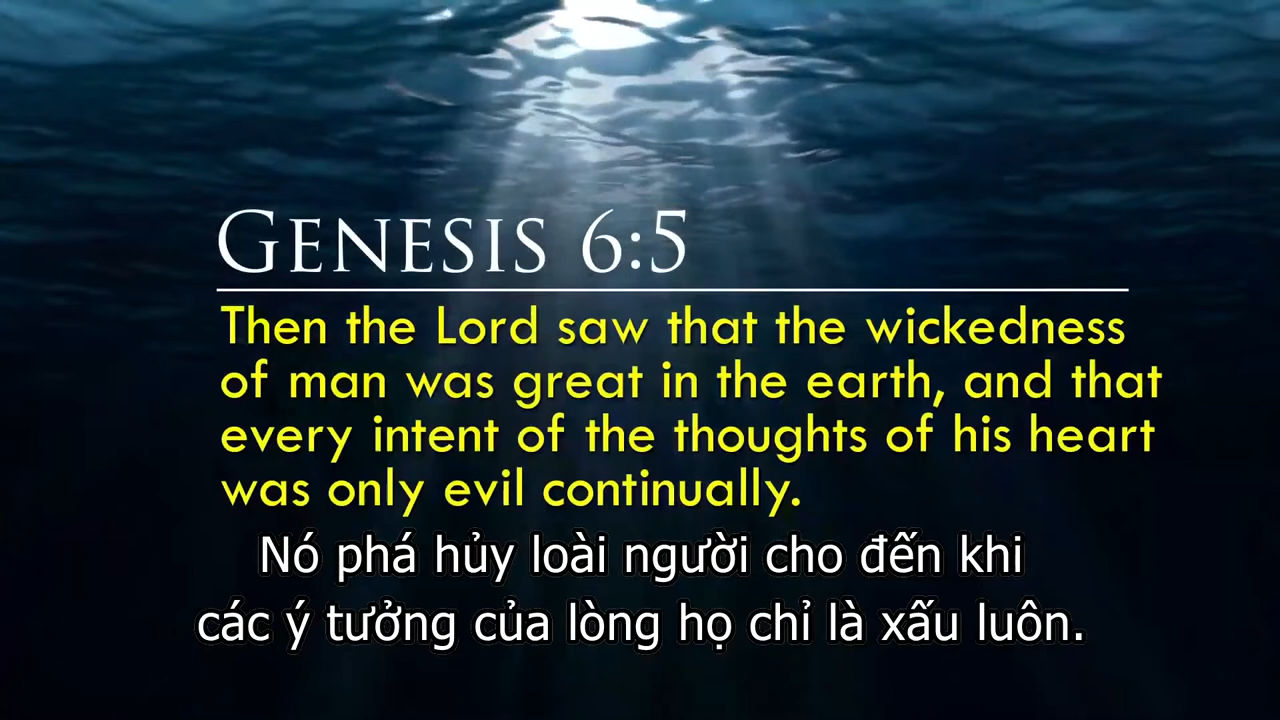 Genesis 6:5
Then the Lord saw that the wickedness
of man was great in the earth, and that
every intent of the thoughts of his heart
was only evil continually.
Nó phá hủy loài người cho đến khi
các ý tưởng của lòng họ chỉ là xấu luôn.